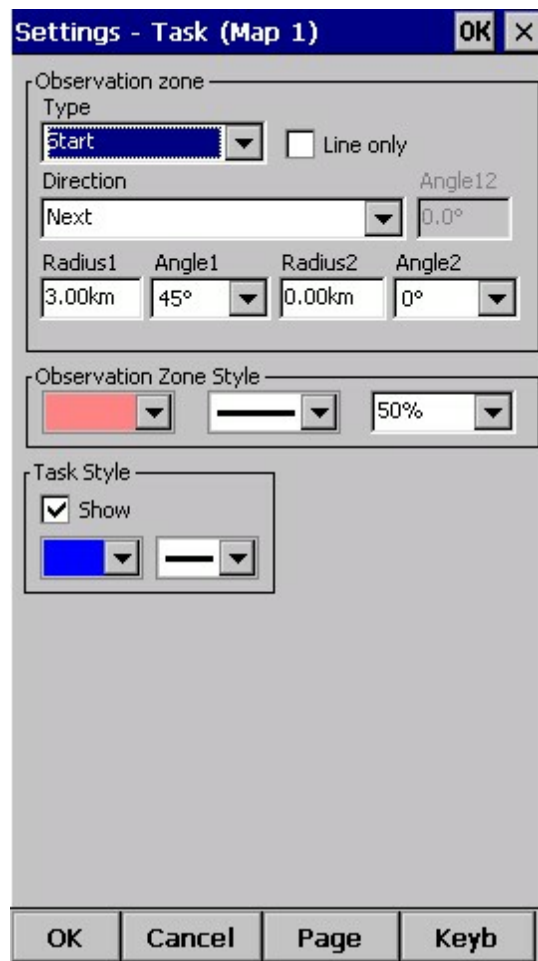 Settings - Task (Map 1) OK
Observation zone
Type
Start Line only
Direction Angle12
Next 0.0°
Radius1 Angle1 Radius2 Angle2
3.00km 45° 0.00km 0°
Observation Zone Style
50%
Task Style
Show
OK Cancel Page Keyb